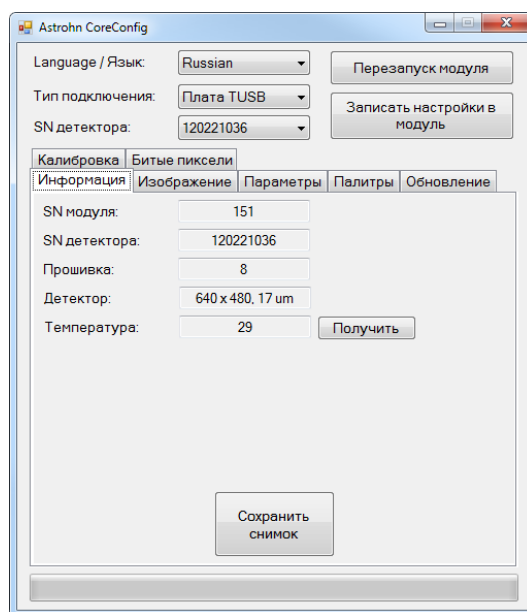 Astrohn CoreConfig
Language / Язык: Russian
Перезапуск модуля
Тип подключения: Плата TUSB
Записать настройки в
модуль
SN детектора: 120221036
Калибровка Битые пиксели
Информация Изображение Параметры Палитры Обновление
SN модуля: 151
SN детектора: 120221036
Прошивка: 8
Детектор: 640 x 480, 17 um
Температура: 29 Получить
Сохранить
снимок